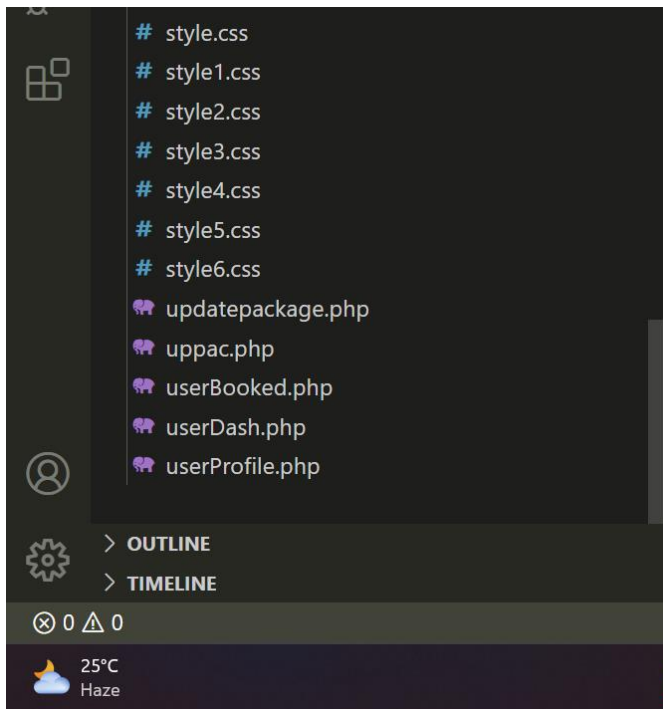 # style.css
# style1.css
# style2.css
# style3.css
# style4.css
# style5.css
# style6.css
updatepackage.php
uppac.php
userBooked.php
userDash.php
userProfile.php
> OUTLINE
> TIMELINE
0 0
25°C
Haze